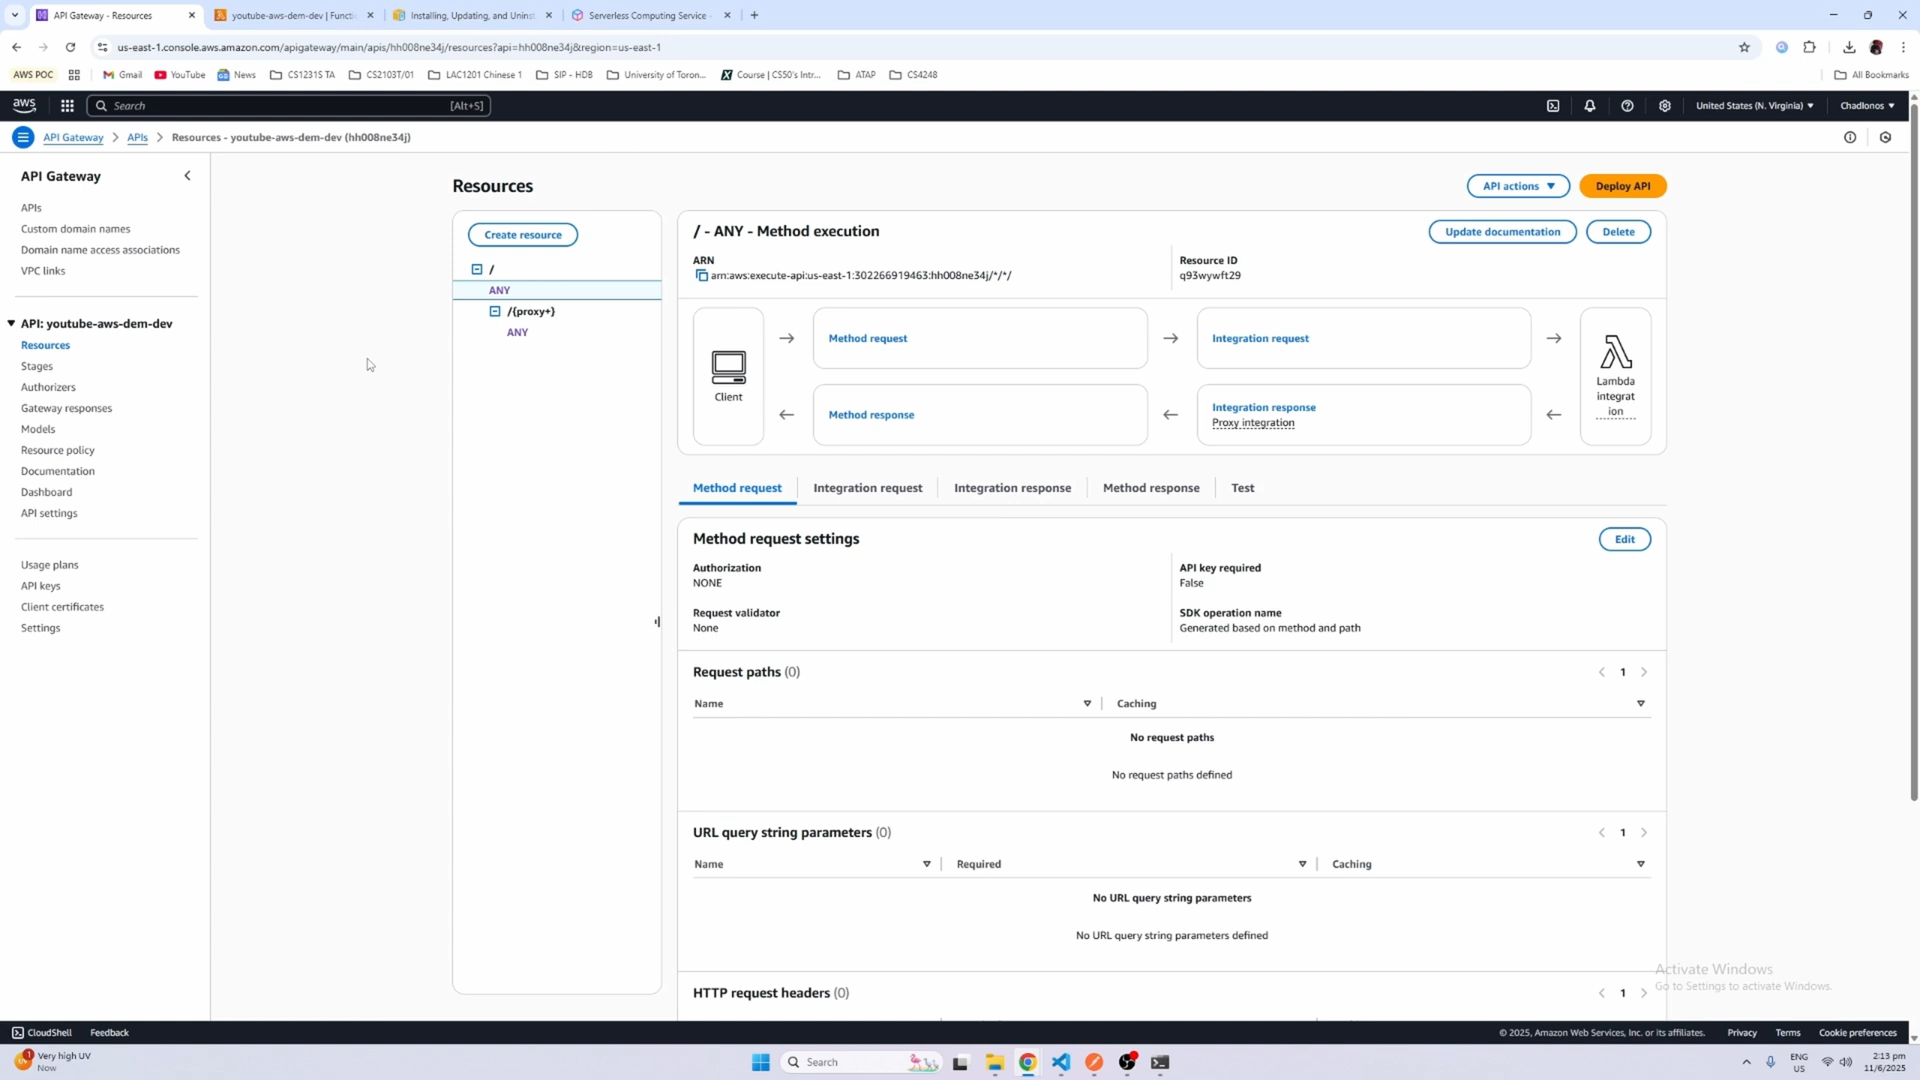 API Gateway - Resources
youtube-aws-dem-dev | Functi
Installing, Updating, and Uninst
Serverless Computing Service -
us-east-1.console.aws.amazon.com/apigateway/main/apis/hh008ne34j/resources?api=hh008ne34j&region=us-east-1
AWS POC
Gmail
YouTube
News
CS1231S TA
CS2103T/01
LAC1201 Chinese 1
SIP - HDB
University of Toron...
Course | CS50's Intr...
ATAP
CS4248
All Bookmarks
aws
Search
[Alt+S]
United States (N. Virginia)
Chadlonos
API Gateway
APIs
Resources - youtube-aws-dem-dev (hh008ne34j)
API Gateway
APIs
Custom domain names
Domain name access associations
VPC links
API: youtube-aws-dem-dev
Resources
Stages
Authorizers
Gateway responses
Models
Resource policy
Documentation
Dashboard
API settings
Usage plans
API keys
Client certificates
Settings
Resources
API actions
Deploy API
Create resource
/
ANY
/{proxy+}
ANY
/ - ANY - Method execution
Update documentation
Delete
ARN
arn:aws:execute-api:us-east-1:302266919463:hh008ne34j/*/*/
Resource ID
q93wywft29
Client
Method request
Integration request
Method response
Integration response
Proxy integration
Lambda
integrat
ion
Method request
Integration request
Integration response
Method response
Test
Method request settings
Edit
Authorization
NONE
API key required
False
Request validator
None
SDK operation name
Generated based on method and path
Request paths (0)
1
Name
Caching
No request paths
No request paths defined
URL query string parameters (0)
1
Name
Required
Caching
No URL query string parameters
No URL query string parameters defined
HTTP request headers (0)
1
Activate Windows
Go to Settings to activate Windows.
CloudShell
Feedback
© 2025, Amazon Web Services, Inc. or its affiliates.
Privacy
Terms
Cookie preferences
1
Very high UV
Now
Search
ENG
US
2:13 pm
11/6/2025